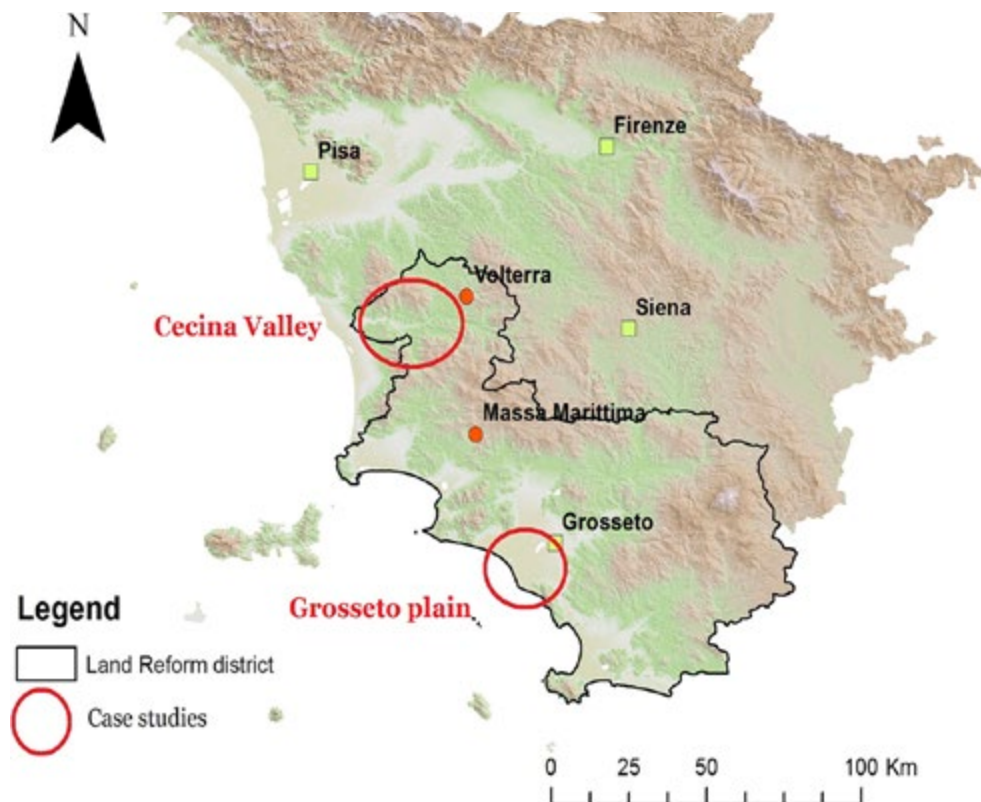 N
Firenze
Pisa
Volterra
Cecina Valley
Siena
Massa Marittima
Grosseto
Grosseto plain
Legend
Land Reform district
Case studies
0 25 50 100 Km